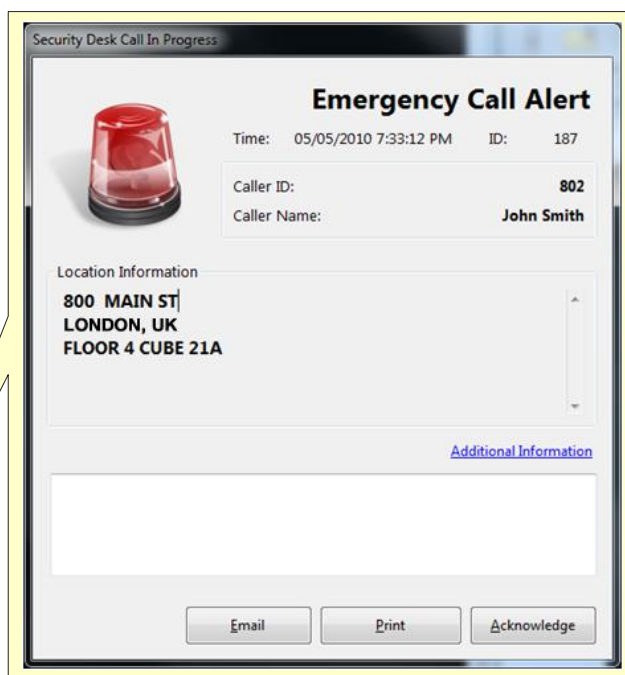 Security Desk Call In Progress
Emergency Call Alert
Time: 05/05/2010 7:33:12 PM ID: 187
Caller ID: 802
Caller Name: John Smith
Location Information
800 MAIN ST
LONDON, UK
FLOOR 4 CUBE 21A
Additional Information
Email Print Acknowledge